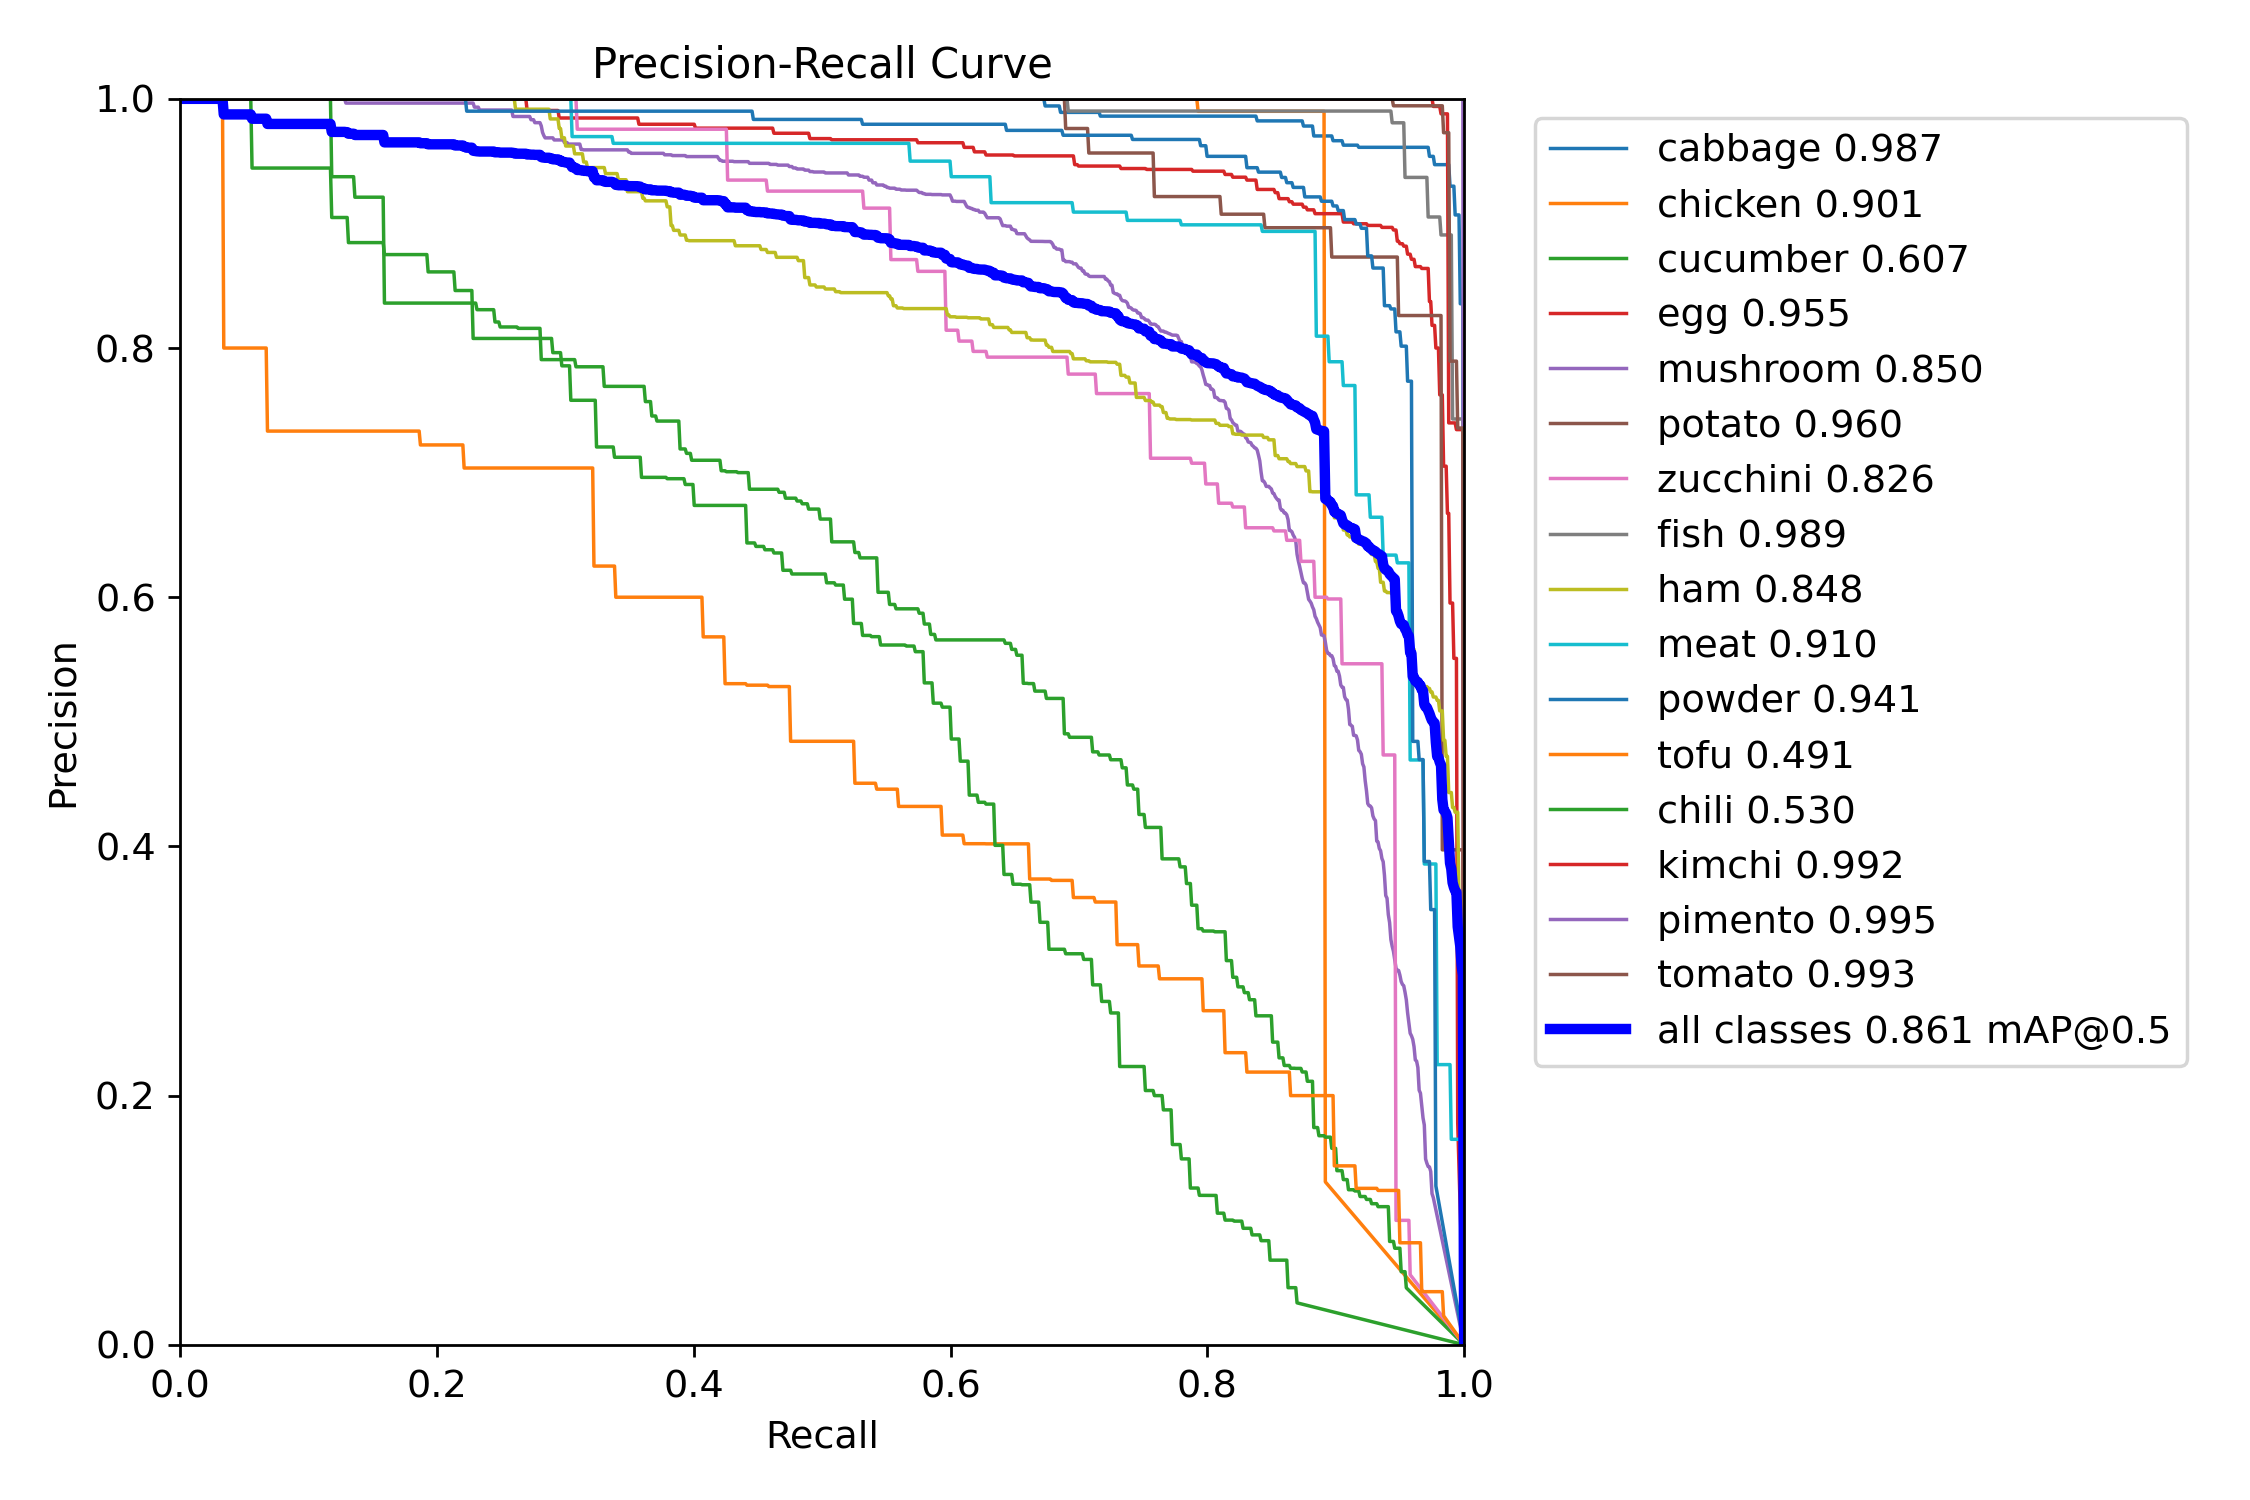 Precision-Recall Curve
1.0
0.8
0.6
0.4
0.2
0.0
Precision
0.0 0.2 0.4 0.6 0.8 1.0
Recall
cabbage 0.987
chicken 0.901
cucumber 0.607
egg 0.955
mushroom 0.850
potato 0.960
zucchini 0.826
fish 0.989
ham 0.848
meat 0.910
powder 0.941
tofu 0.491
chili 0.530
kimchi 0.992
pimento 0.995
tomato 0.993
all classes 0.861 mAP@0.5